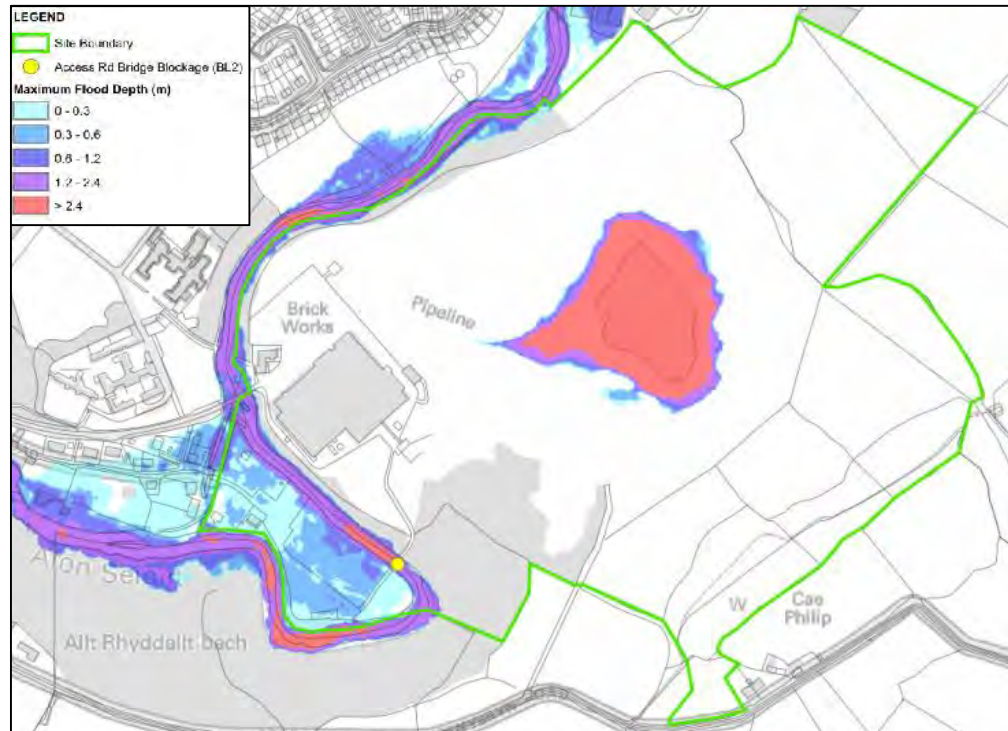 LEGEND
Site Boundary
Access Rd Bridge Blockage (BL2)
Maximum Flood Depth (m)
0 - 0.3
0.3 - 0.6
0.6 - 1.2
1.2 - 2.4
> 2.4
Brick
Works
Pipeline
Afon Seiont
Allt Rhyddallt-bach
W
Cae
Philip